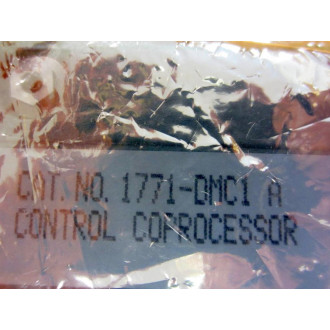 CAT. NO. 1771-DMC1 A
CONTROL COPROCESSOR